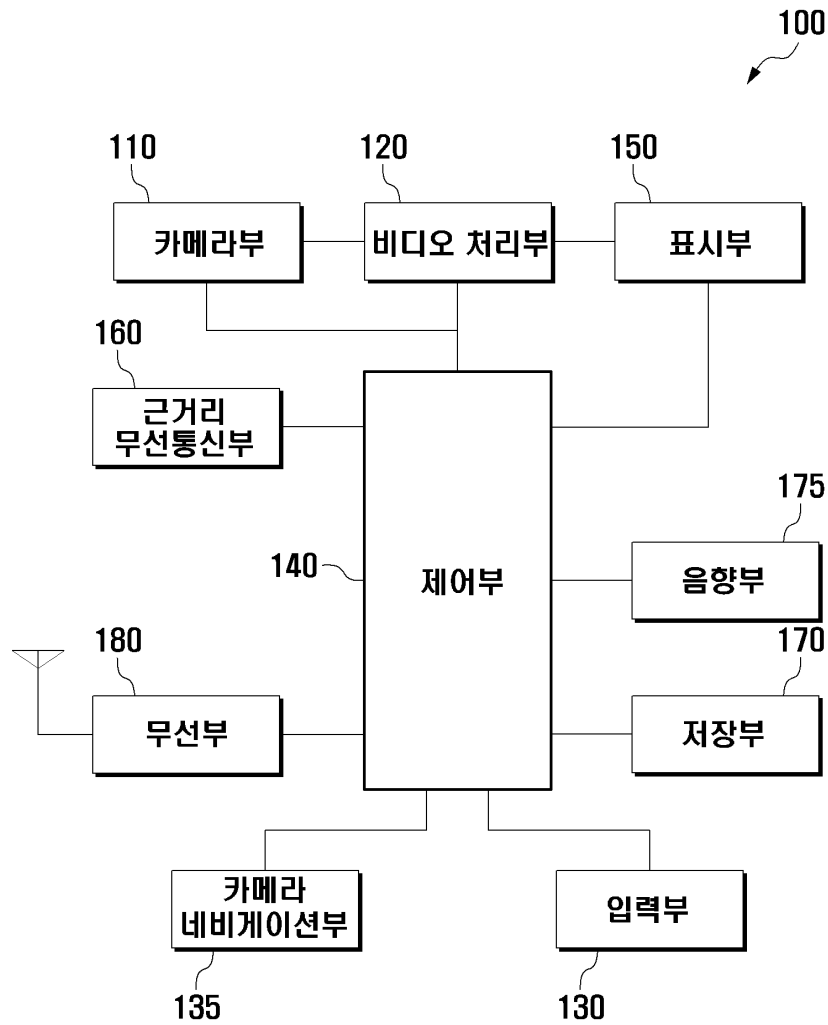 100
110
120
150
카메라부
비디오 처리부
표시부
160
근거리
무선통신부
175
140
제어부
음향부
180
170
무선부
저장부
카메라
네비게이션부
입력부
135
130